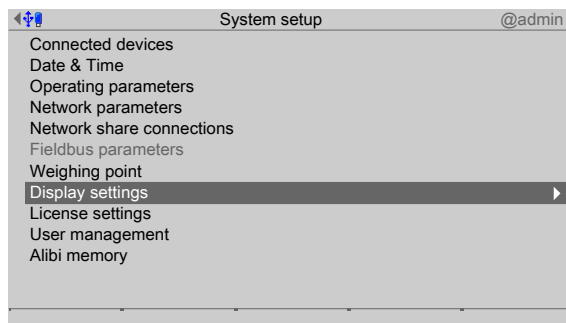 System setup @admin
Connected devices
Date & Time
Operating parameters
Network parameters
Network share connections
Fieldbus parameters
Weighing point
Display settings
License settings
User management
Alibi memory